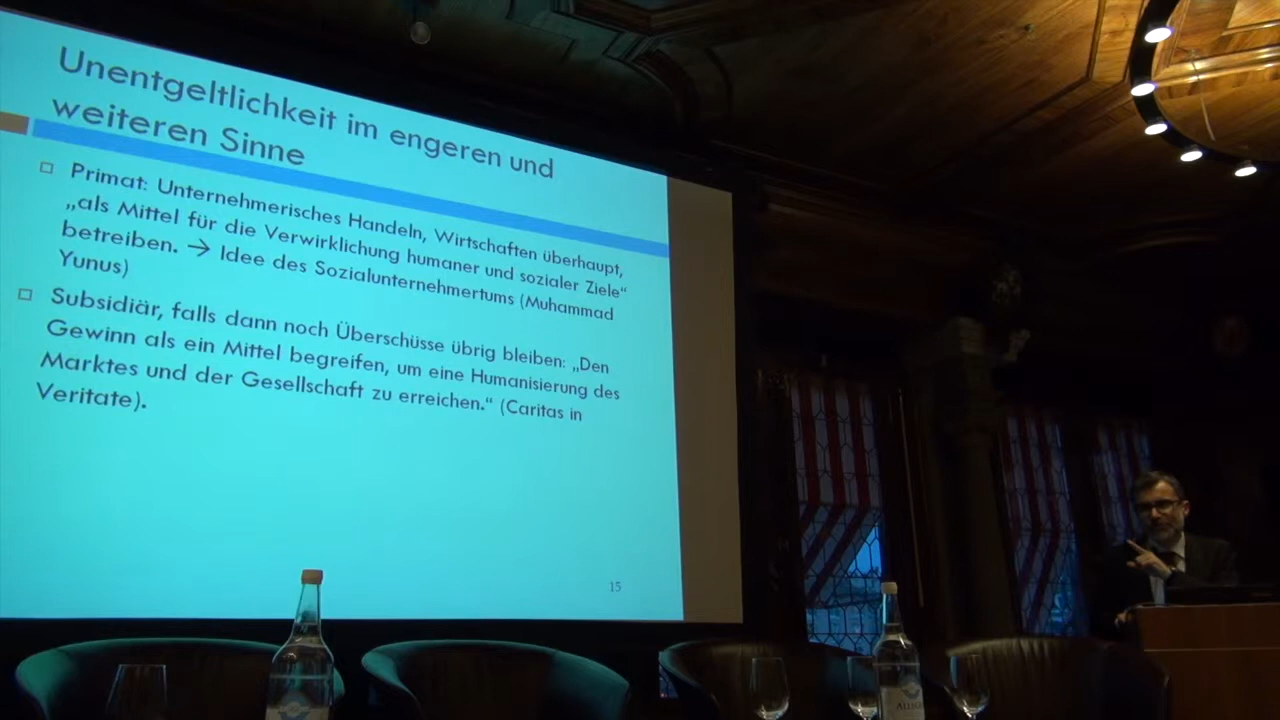 Unentgeltlichkeit im engeren und
weiteren Sinne
Primat: Unternehmerisches Handeln, Wirtschaften überhaupt,
„als Mittel für die Verwirklichung humaner und sozialer Ziele“
betreiben. → Idee des Sozialunternehmertums (Muhammad
Yunus)
Subsidiär, falls dann noch Überschüsse übrig bleiben: „Den
Gewinn als ein Mittel begreifen, um eine Humanisierung des
Marktes und der Gesellschaft zu erreichen.“ (Caritas in
Veritate).
15